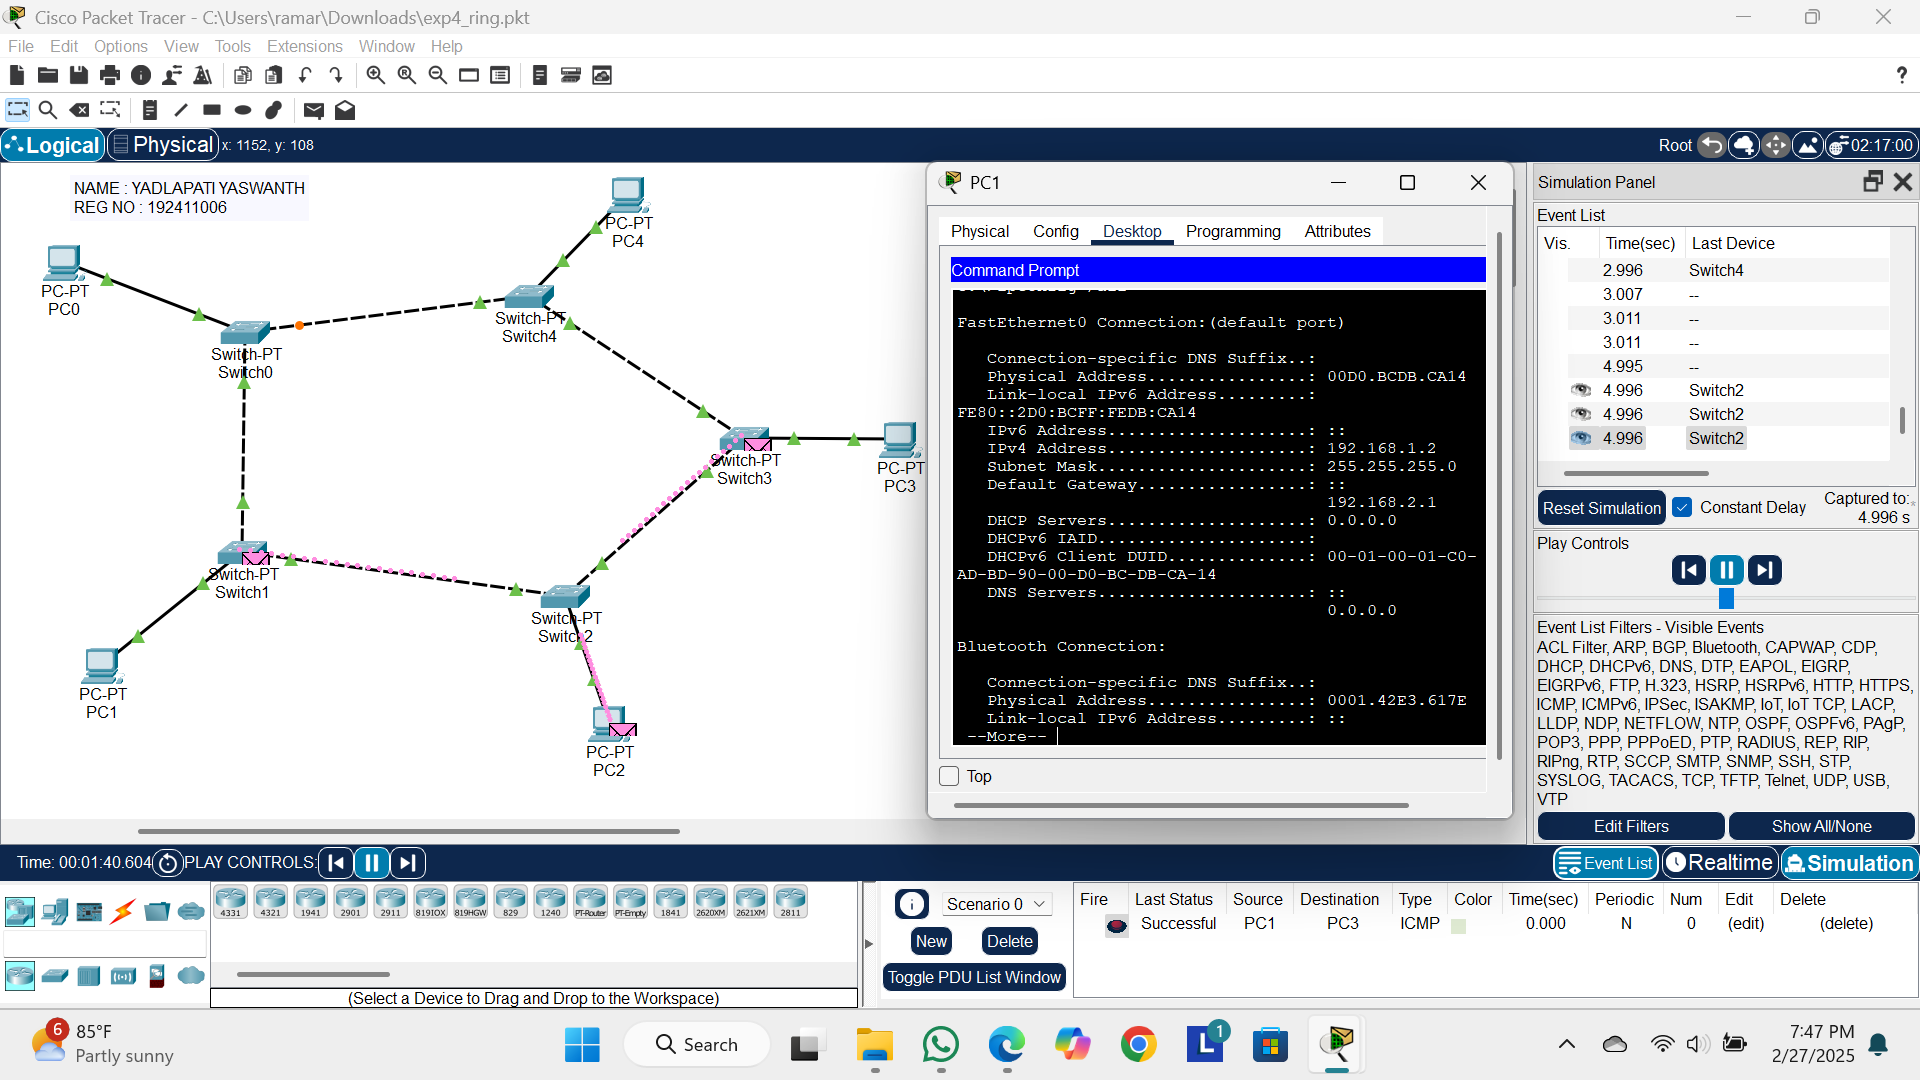 Cisco Packet Tracer - C:\Users\ramar\Downloads\exp4_ring.pkt
File Edit Options View Tools Extensions Window Help
?
Logical Physical x: 1152, y: 108
Root 02:17:00
NAME : YADLAPATI YASWANTH
REG NO : 192411006
PC-PT
PC4
PC-PT
PC0
Switch-PT
Switch4
Switch-PT
Switch0
Switch-PT
Switch3
PC-PT
PC3
Switch-PT
Switch1
Switch-PT
Switch2
PC-PT
PC1
PC-PT
PC2
PC1
Physical Config Desktop Programming Attributes
Command Prompt
FastEthernet0 Connection:(default port)
Connection-specific DNS Suffix..:
Physical Address................: 00D0.BCDB.CA14
Link-local IPv6 Address.........:
FE80::2D0:BCFF:FEDB:CA14
IPv6 Address....................: ::
IPv4 Address....................: 192.168.1.2
Subnet Mask.....................: 255.255.255.0
Default Gateway.................: ::
192.168.2.1
DHCP Servers....................: 0.0.0.0
DHCPv6 IAID.....................:
DHCPv6 Client DUID..............: 00-01-00-01-C0-
AD-BD-90-00-D0-BC-DB-CA-14
DNS Servers.....................: ::
0.0.0.0
Bluetooth Connection:
Connection-specific DNS Suffix..:
Physical Address................: 0001.42E3.617E
Link-local IPv6 Address.........: ::
--More--
Top
Simulation Panel
Event List
Vis. Time(sec) Last Device
2.996 Switch4
3.007 --
3.011 --
3.011 --
4.995 --
4.996 Switch2
4.996 Switch2
4.996 Switch2
Reset Simulation Constant Delay Captured to:*
4.996 s
Play Controls
Event List Filters - Visible Events
ACL Filter, ARP, BGP, Bluetooth, CAPWAP, CDP,
DHCP, DHCPv6, DNS, DTP, EAPOL, EIGRP,
EIGRPv6, FTP, H.323, HSRP, HSRPv6, HTTP, HTTPS,
ICMP, ICMPv6, IPSec, ISAKMP, IoT, IoT TCP, LACP,
LLDP, NDP, NETFLOW, NTP, OSPF, OSPFv6, PAgP,
POP3, PPP, PPPoED, PTP, RADIUS, REP, RIP,
RIPng, RTP, SCCP, SMTP, SNMP, SSH, STP,
SYSLOG, TACACS, TCP, TFTP, Telnet, UDP, USB,
VTP
Edit Filters Show All/None
Time: 00:01:40.604 PLAY CONTROLS:
Event List Realtime Simulation
4331 4321 1941 2901 2911 819IOX 819HGW 829 1240 PT-Router PT-Empty 1841 2620XM 2621XM 2811
(Select a Device to Drag and Drop to the Workspace)
Scenario 0
New Delete
Toggle PDU List Window
Fire Last Status Source Destination Type Color Time(sec) Periodic Num Edit Delete
Successful PC1 PC3 ICMP 0.000 N 0 (edit) (delete)
6
85°F
Partly sunny
Search
L 1
7:47 PM
2/27/2025